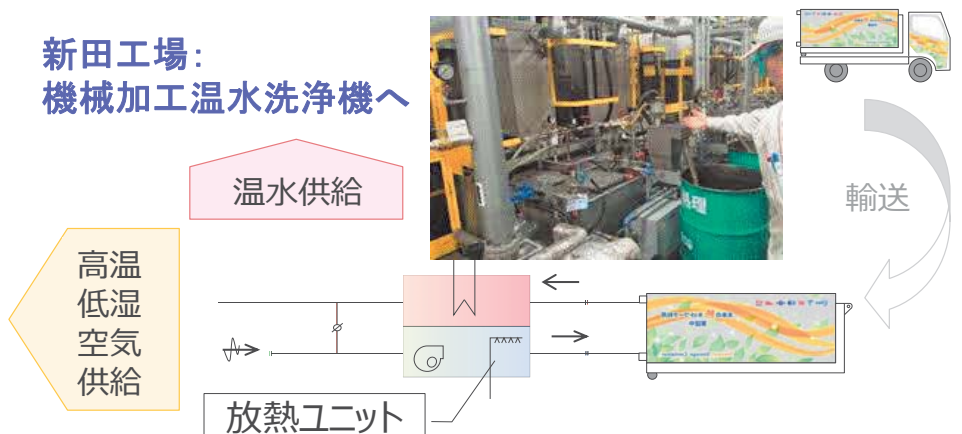 新田工場:
機械加工温水洗浄機へ
温水供給
輸送
高温
低湿
空気
供給
放熱ユニット